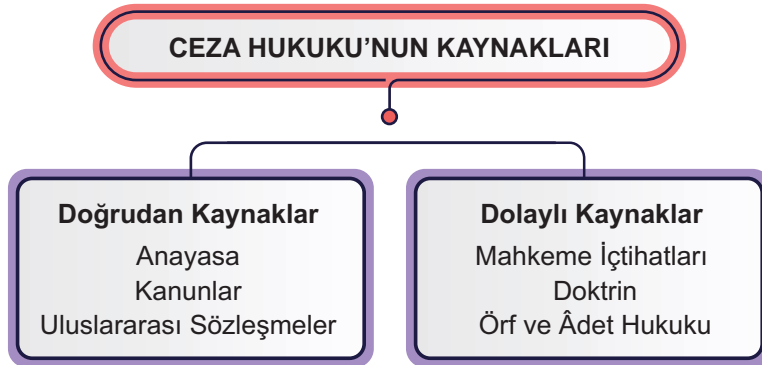 CEZA HUKUKU’NUN KAYNAKLARI
Doğrudan Kaynaklar
Anayasa
Kanunlar
Uluslararası Sözleşmeler
Dolaylı Kaynaklar
Mahkeme İçtihatları
Doktrin
Örf ve Âdet Hukuku